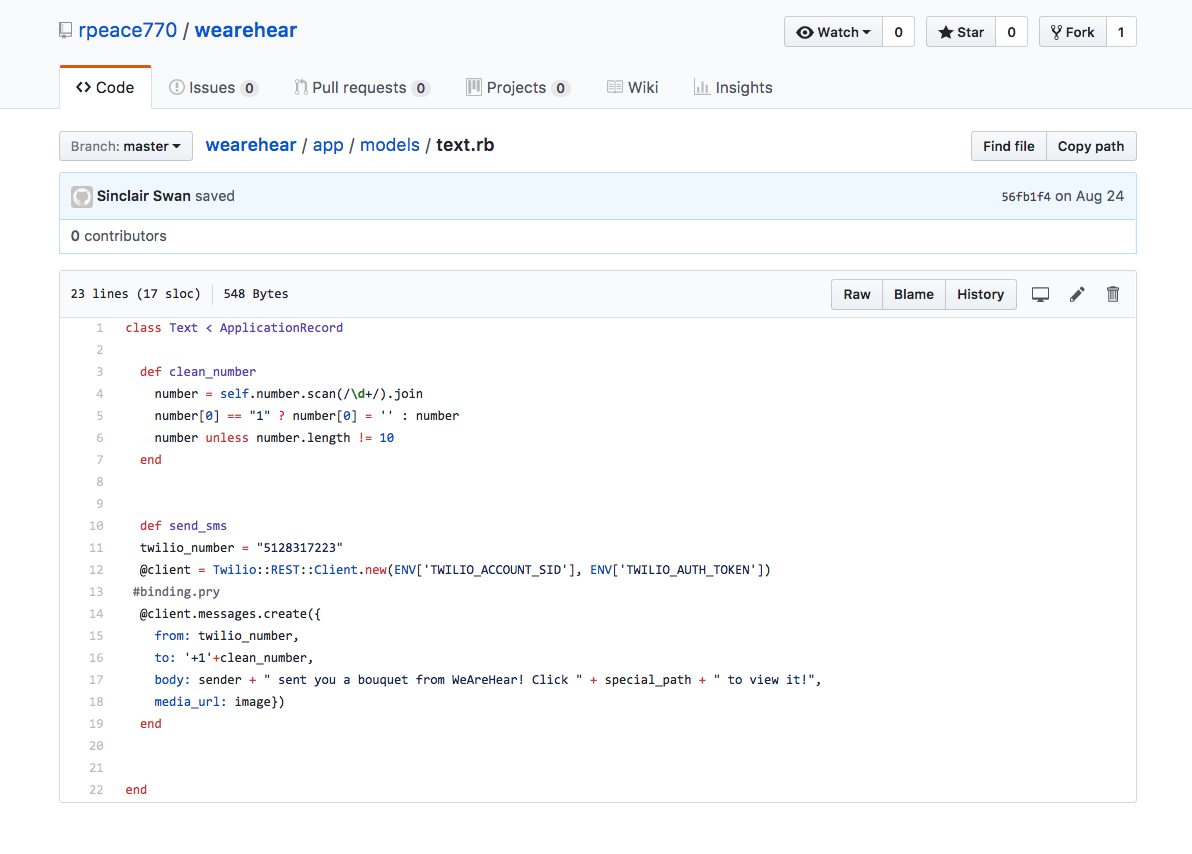 rpeace770 / wearehear
Watch 0 Star 0 Fork 1
Code Issues 0 Pull requests 0 Projects 0 Wiki Insights
Branch: master wearehear / app / models / text.rb Find file Copy path
Sinclair Swan saved 56fb1f4 on Aug 24
0 contributors
23 lines (17 sloc) 548 Bytes Raw Blame History
1 class Text < ApplicationRecord
2
3 def clean_number
4 number = self.number.scan(/\d+/).join
5 number[0] == "1" ? number[0] = '' : number
6 number unless number.length != 10
7 end
8
9
10 def send_sms
11 twilio_number = "5128317223"
12 @client = Twilio::REST::Client.new(ENV['TWILIO_ACCOUNT_SID'], ENV['TWILIO_AUTH_TOKEN'])
13 #binding.pry
14 @client.messages.create({
15 from: twilio_number,
16 to: '+1'+clean_number,
17 body: sender + " sent you a bouquet from WeAreHear! Click " + special_path + " to view it!",
18 media_url: image})
19 end
20
21
22 end